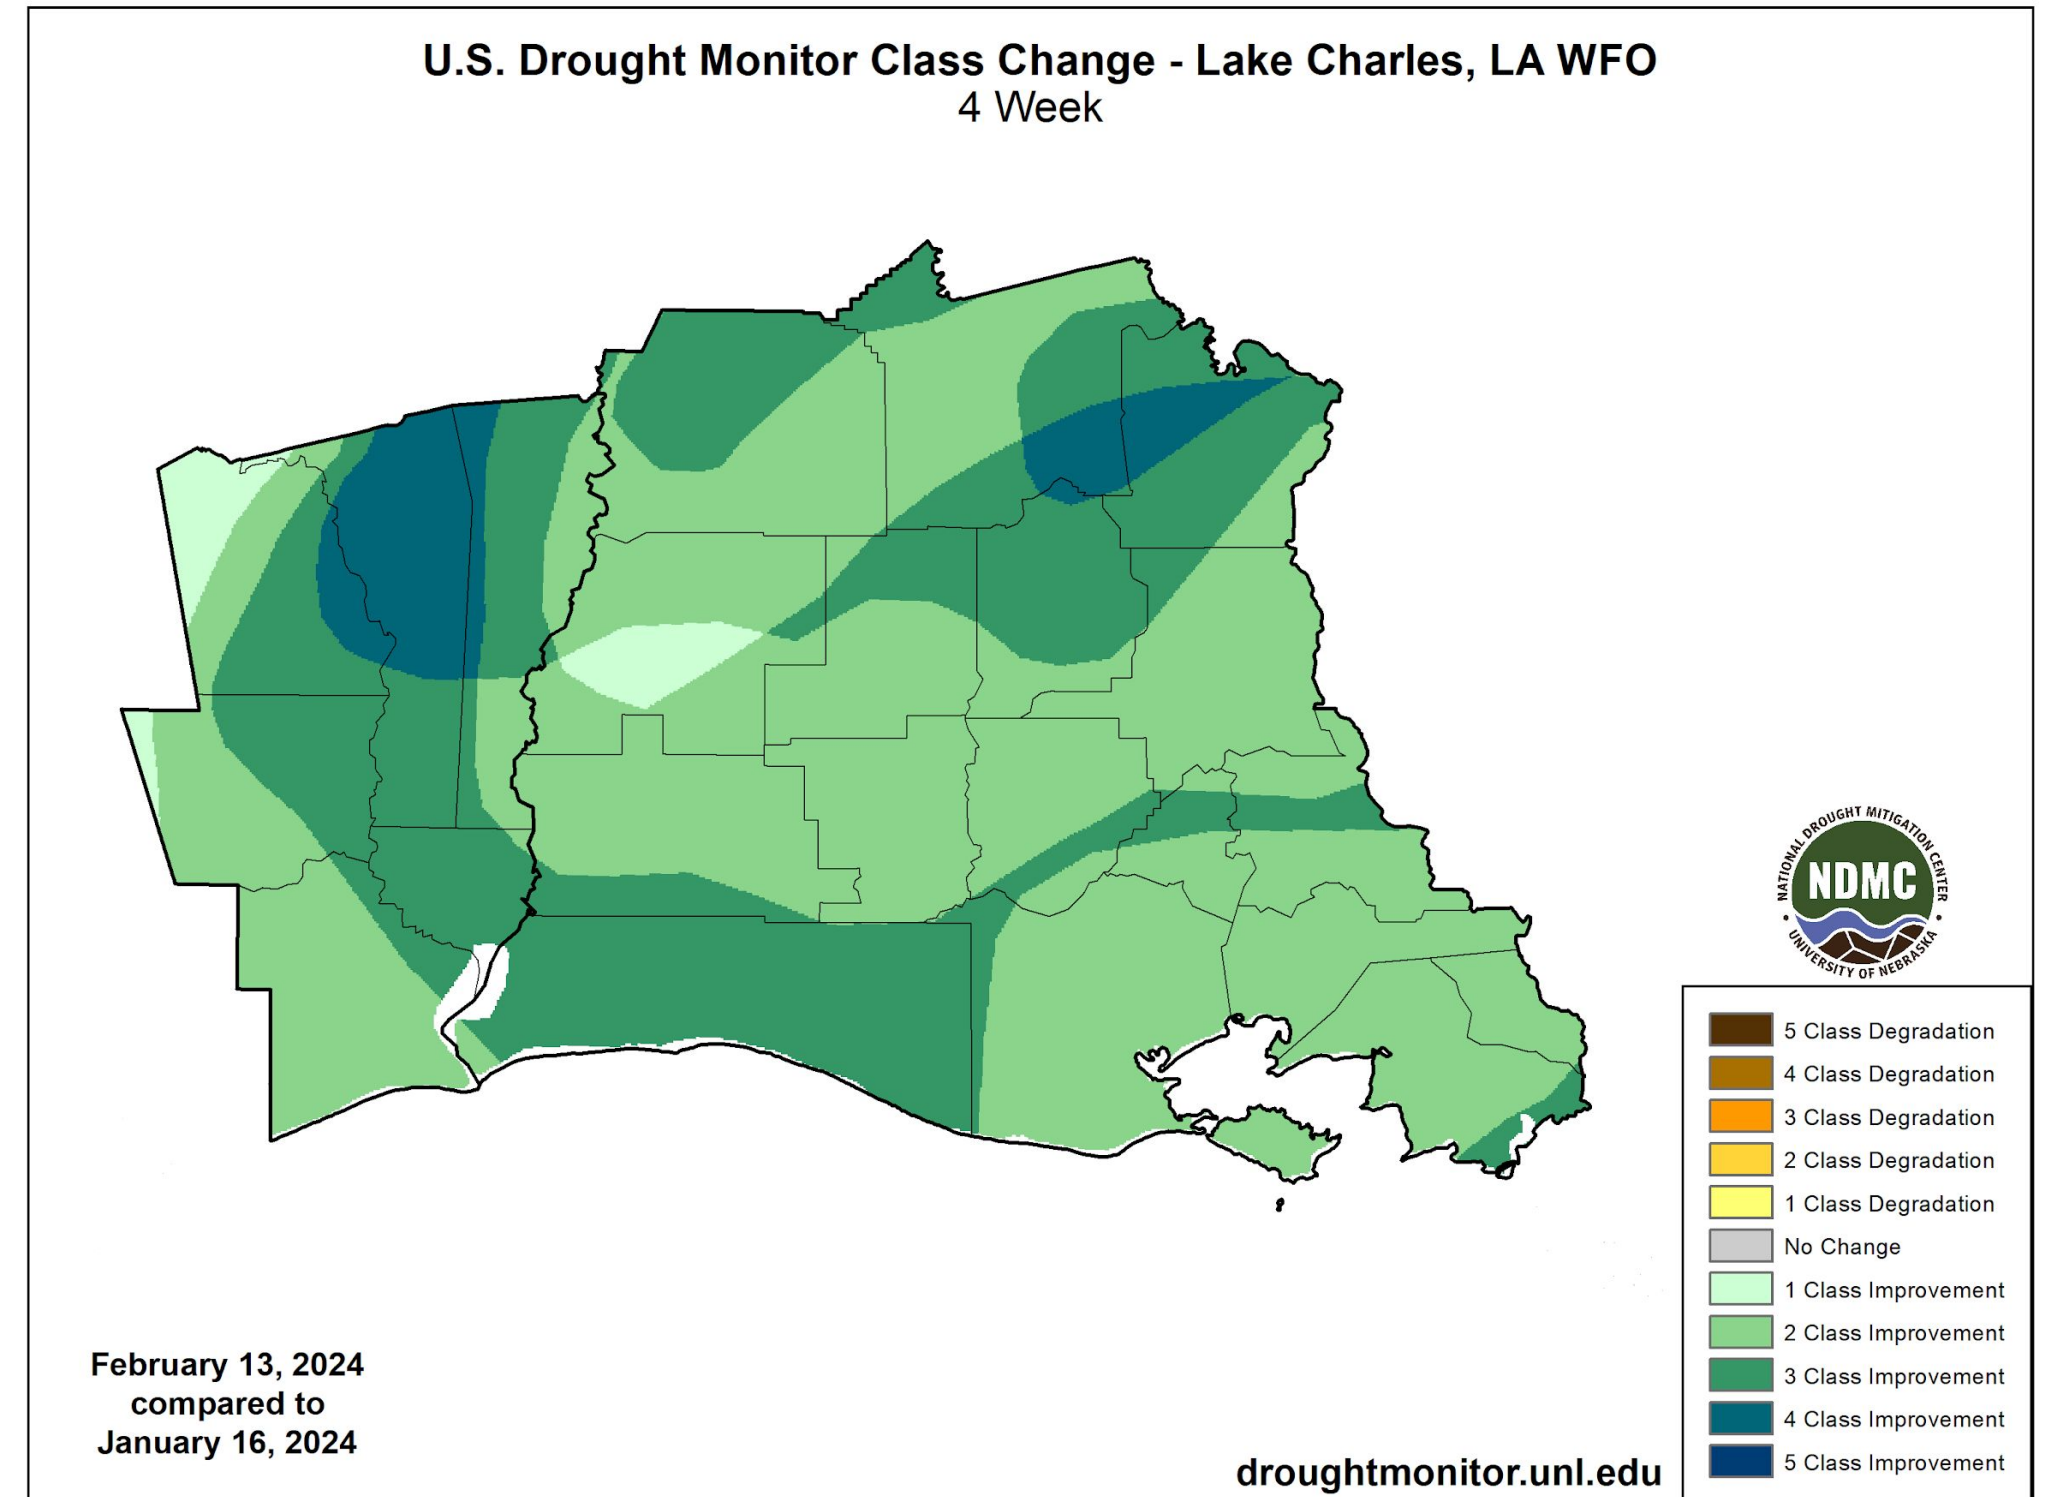 U.S. Drought Monitor Class Change - Lake Charles, LA WFO
4 Week
NATIONAL DROUGHT MITIGATION CENTER
NDMC
UNIVERSITY OF NEBRASKA
5 Class Degradation
4 Class Degradation
3 Class Degradation
2 Class Degradation
1 Class Degradation
No Change
1 Class Improvement
2 Class Improvement
3 Class Improvement
4 Class Improvement
5 Class Improvement
February 13, 2024
compared to
January 16, 2024
droughtmonitor.unl.edu